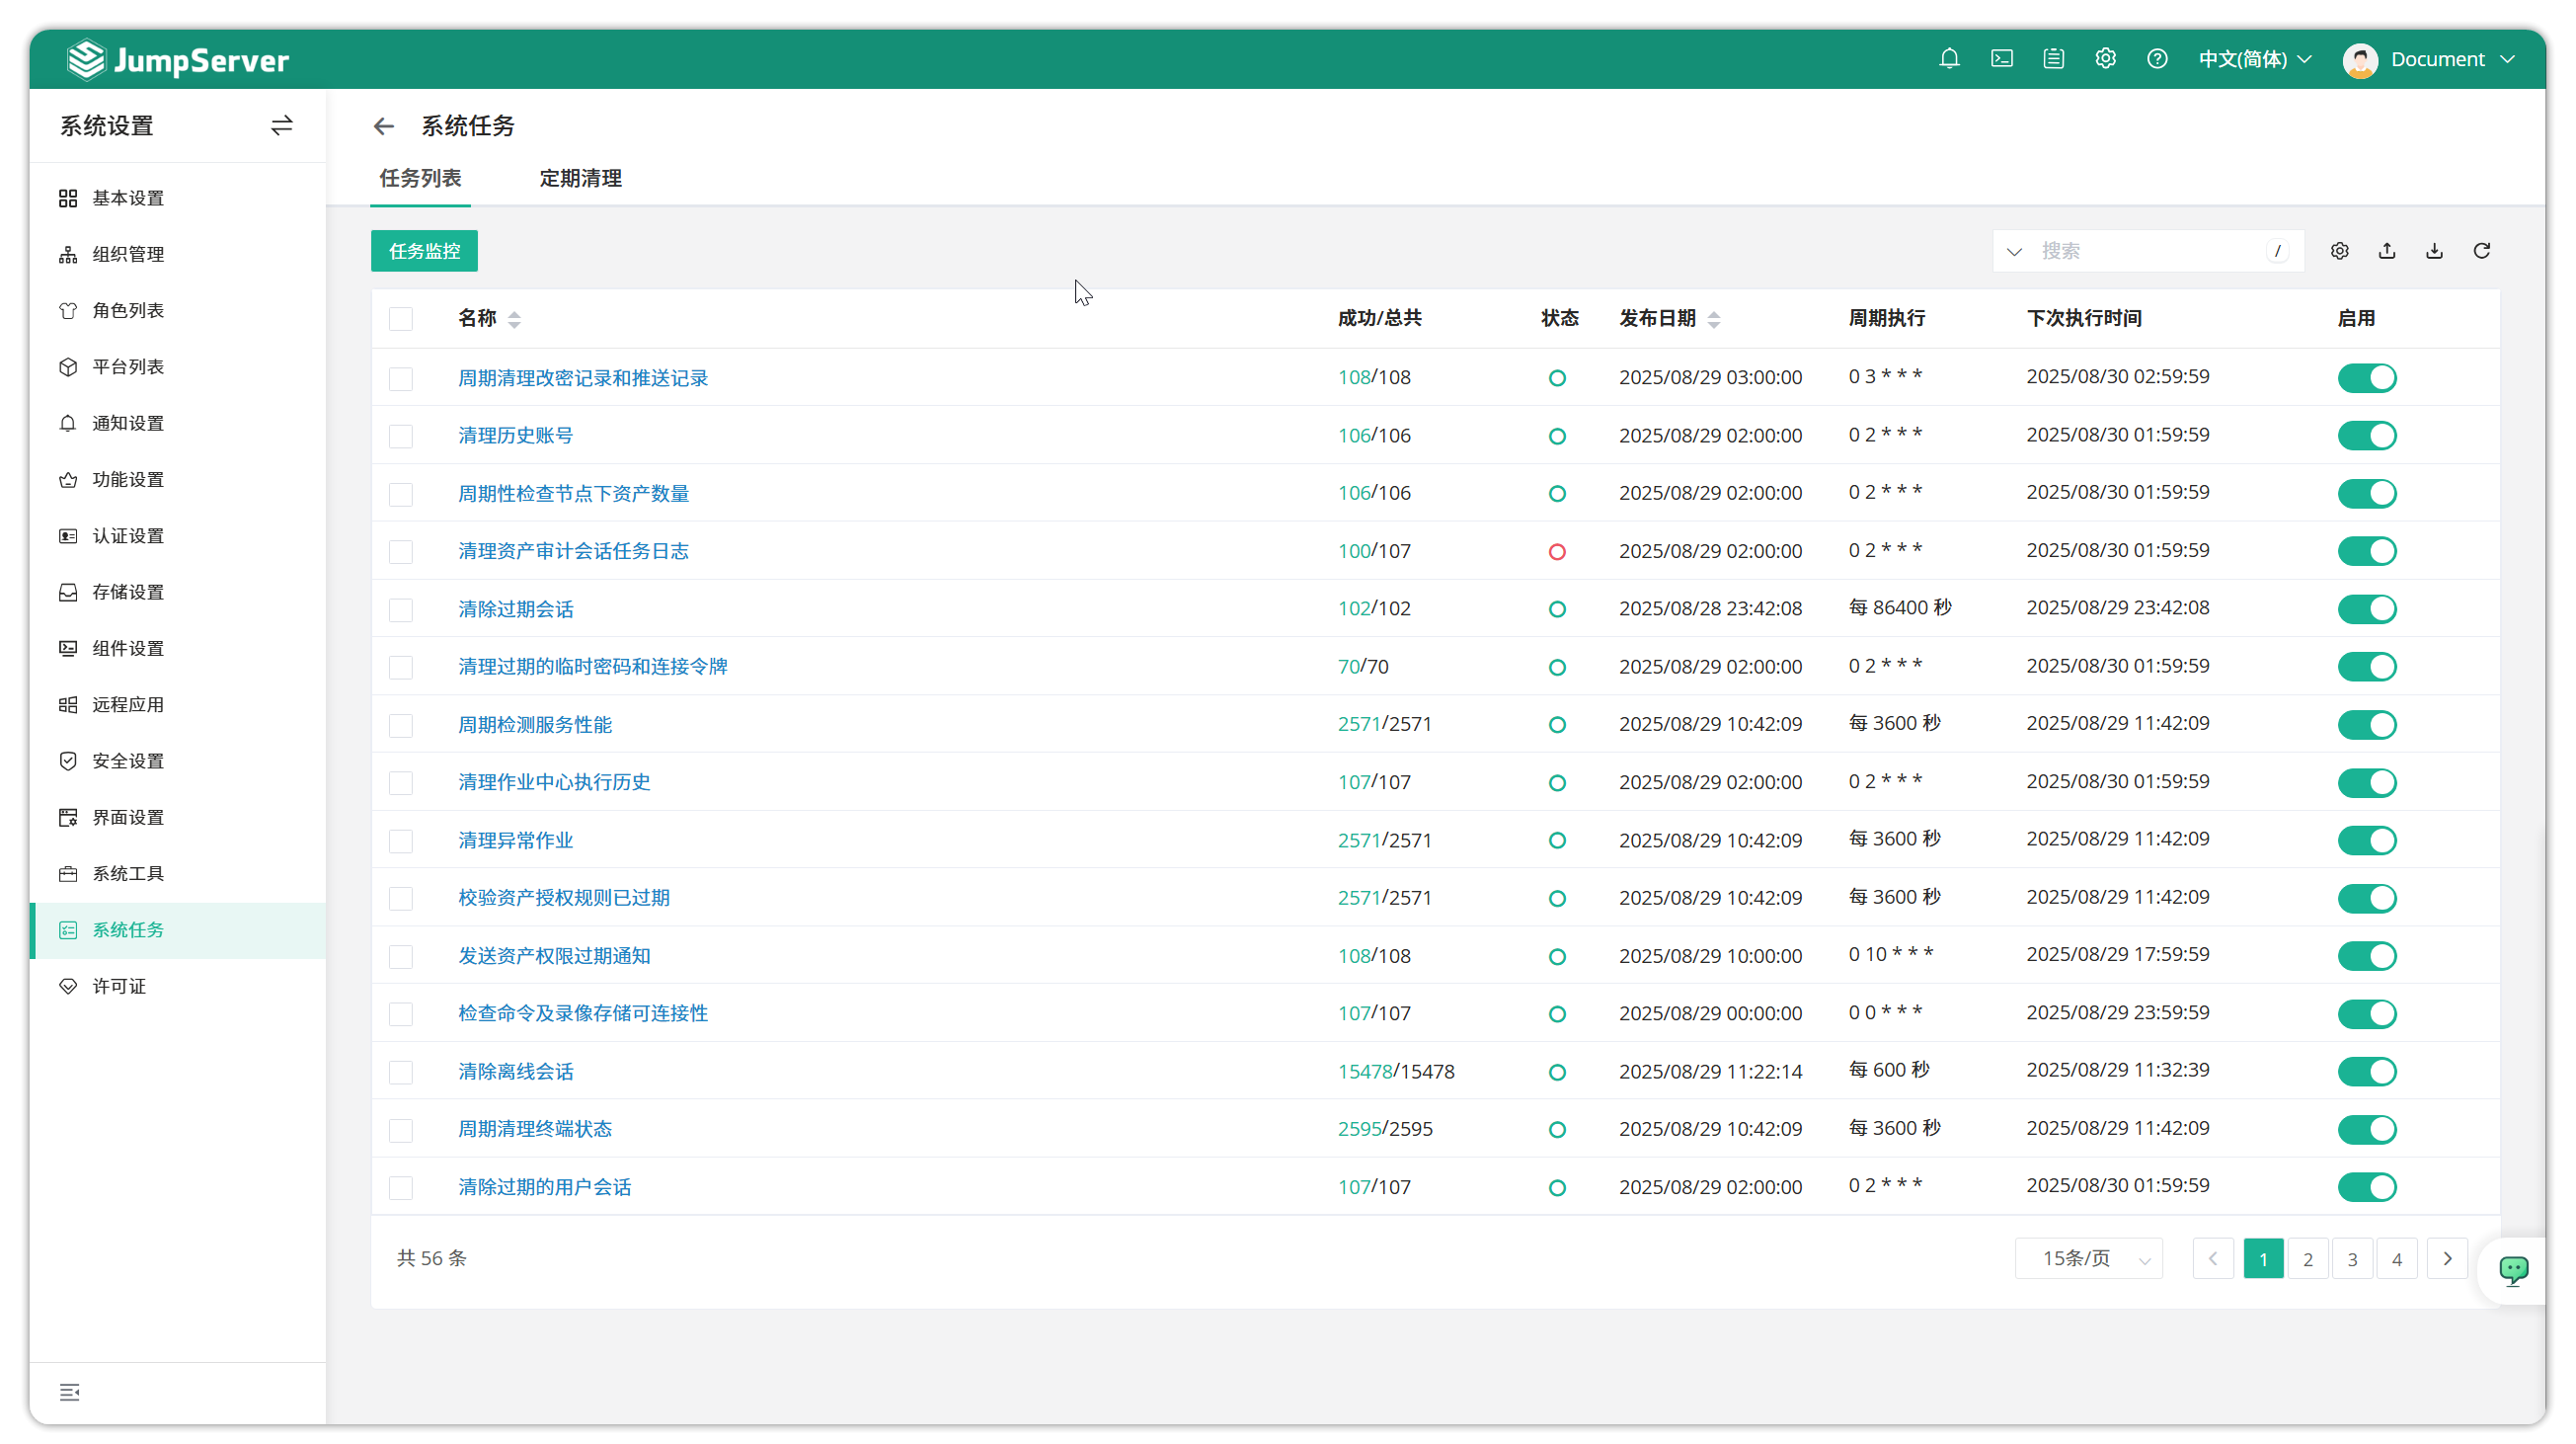 JumpServer
中文(简体)
Document
系统设置
系统任务
任务列表
定期清理
基本设置
组织管理
角色列表
平台列表
通知设置
功能设置
认证设置
存储设置
组件设置
远程应用
安全设置
界面设置
系统工具
系统任务
许可证
任务监控
搜索 /
名称 成功/总共 状态 发布日期 周期执行 下次执行时间 启用
周期清理改密记录和推送记录 108/108 2025/08/29 03:00:00 0 3 * * * 2025/08/30 02:59:59
清理历史账号 106/106 2025/08/29 02:00:00 0 2 * * * 2025/08/30 01:59:59
周期性检查节点下资产数量 106/106 2025/08/29 02:00:00 0 2 * * * 2025/08/30 01:59:59
清理资产审计会话任务日志 100/107 2025/08/29 02:00:00 0 2 * * * 2025/08/30 01:59:59
清除过期会话 102/102 2025/08/28 23:42:08 每 86400 秒 2025/08/29 23:42:08
清理过期的临时密码和连接令牌 70/70 2025/08/29 02:00:00 0 2 * * * 2025/08/30 01:59:59
周期检测服务性能 2571/2571 2025/08/29 10:42:09 每 3600 秒 2025/08/29 11:42:09
清理作业中心执行历史 107/107 2025/08/29 02:00:00 0 2 * * * 2025/08/30 01:59:59
清理异常作业 2571/2571 2025/08/29 10:42:09 每 3600 秒 2025/08/29 11:42:09
校验资产授权规则已过期 2571/2571 2025/08/29 10:42:09 每 3600 秒 2025/08/29 11:42:09
发送资产权限过期通知 108/108 2025/08/29 10:00:00 0 10 * * * 2025/08/29 17:59:59
检查命令及录像存储可连接性 107/107 2025/08/29 00:00:00 0 0 * * * 2025/08/29 23:59:59
清除离线会话 15478/15478 2025/08/29 11:22:14 每 600 秒 2025/08/29 11:32:39
周期清理终端状态 2595/2595 2025/08/29 10:42:09 每 3600 秒 2025/08/29 11:42:09
清除过期的用户会话 107/107 2025/08/29 02:00:00 0 2 * * * 2025/08/30 01:59:59
共 56 条
15条/页
1 2 3 4